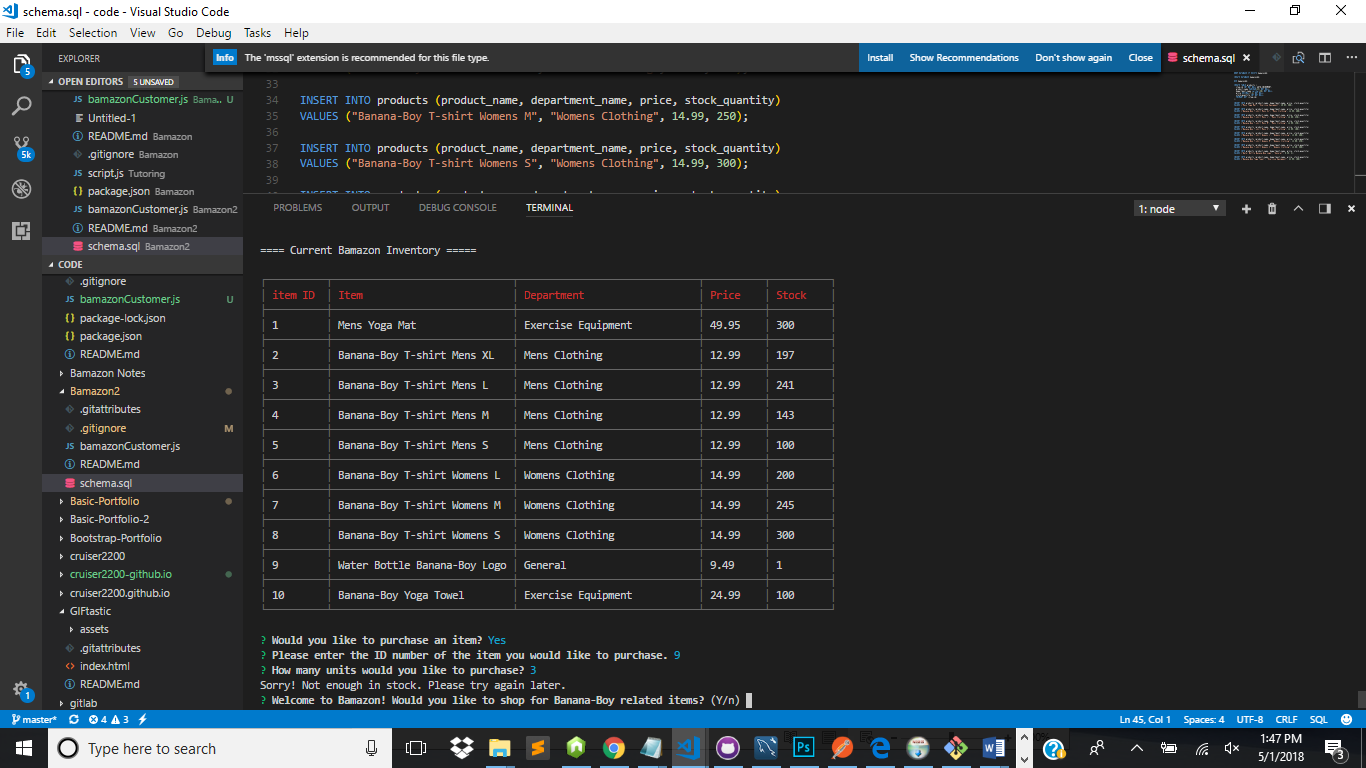 schema.sql - code - Visual Studio Code
File Edit Selection View Go Debug Tasks Help
EXPLORER
Info The 'mssql' extension is recommended for this file type. Install Show Recommendations Don't show again Close
schema.sql
5
OPEN EDITORS 5 UNSAVED
JS bamazonCustomer.js Bama... U
Untitled-1
README.md Bamazon
.gitignore Bamazon
script.js Tutoring
{} package.json Bamazon
JS bamazonCustomer.js Bamazon2
README.md Bamazon2
schema.sql Bamazon2
5k
CODE
.gitignore
JS bamazonCustomer.js U
{} package-lock.json
{} package.json
README.md
Bamazon Notes
Bamazon2
.gitattributes
.gitignore M
JS bamazonCustomer.js
README.md
schema.sql
Basic-Portfolio
Basic-Portfolio-2
Bootstrap-Portfolio
cruiser2200
cruiser2200-github.io
cruiser2200.github.io
GIFtastic
assets
.gitattributes
<> index.html
README.md
gitlab
1
33
34 INSERT INTO products (product_name, department_name, price, stock_quantity)
35 VALUES ("Banana-Boy T-shirt Womens M", "Womens Clothing", 14.99, 250);
36
37 INSERT INTO products (product_name, department_name, price, stock_quantity)
38 VALUES ("Banana-Boy T-shirt Womens S", "Womens Clothing", 14.99, 300);
39
PROBLEMS OUTPUT DEBUG CONSOLE TERMINAL 1: node
==== Current Bamazon Inventory =====
item ID Item Department Price Stock
1 Mens Yoga Mat Exercise Equipment 49.95 300
2 Banana-Boy T-shirt Mens XL Mens Clothing 12.99 197
3 Banana-Boy T-shirt Mens L Mens Clothing 12.99 241
4 Banana-Boy T-shirt Mens M Mens Clothing 12.99 143
5 Banana-Boy T-shirt Mens S Mens Clothing 12.99 100
6 Banana-Boy T-shirt Womens L Womens Clothing 14.99 200
7 Banana-Boy T-shirt Womens M Womens Clothing 14.99 245
8 Banana-Boy T-shirt Womens S Womens Clothing 14.99 300
9 Water Bottle Banana-Boy Logo General 9.49 1
10 Banana-Boy Yoga Towel Exercise Equipment 24.99 100
? Would you like to purchase an item? Yes
? Please enter the ID number of the item you would like to purchase. 9
? How many units would you like to purchase? 3
Sorry! Not enough in stock. Please try again later.
? Welcome to Bamazon! Would you like to shop for Banana-Boy related items? (Y/n)
master* 4 3 Ln 45, Col 1 Spaces: 4 UTF-8 CRLF SQL
Type here to search
Ps
1:47 PM
5/1/2018
3